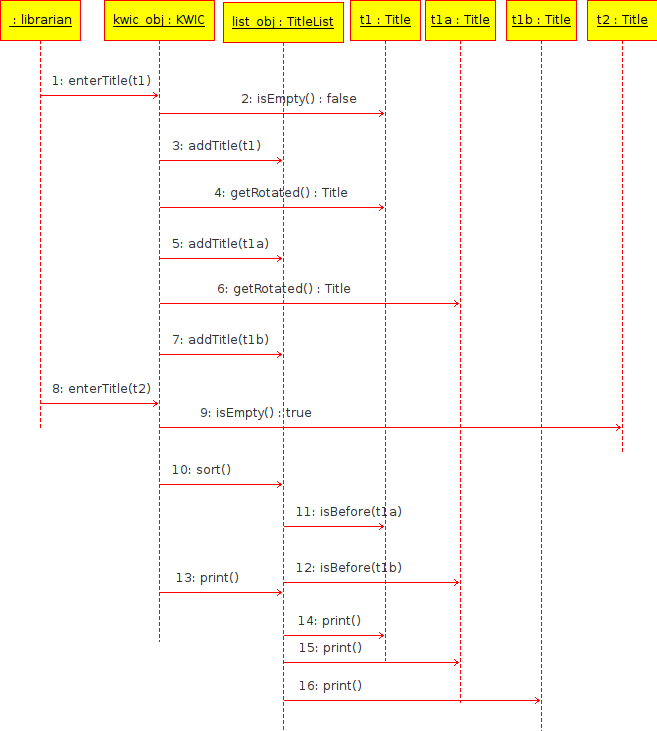 : librarian
kwic_obj : KWIC
list_obj : TitleList
t1 : Title
t1a : Title
t1b : Title
t2 : Title
1: enterTitle(t1)
2: isEmpty() : false
3: addTitle(t1)
4: getRotated() : Title
5: addTitle(t1a)
6: getRotated() : Title
7: addTitle(t1b)
8: enterTitle(t2)
9: isEmpty() : true
10: sort()
11: isBefore(t1a)
12: isBefore(t1b)
13: print()
14: print()
15: print()
16: print()